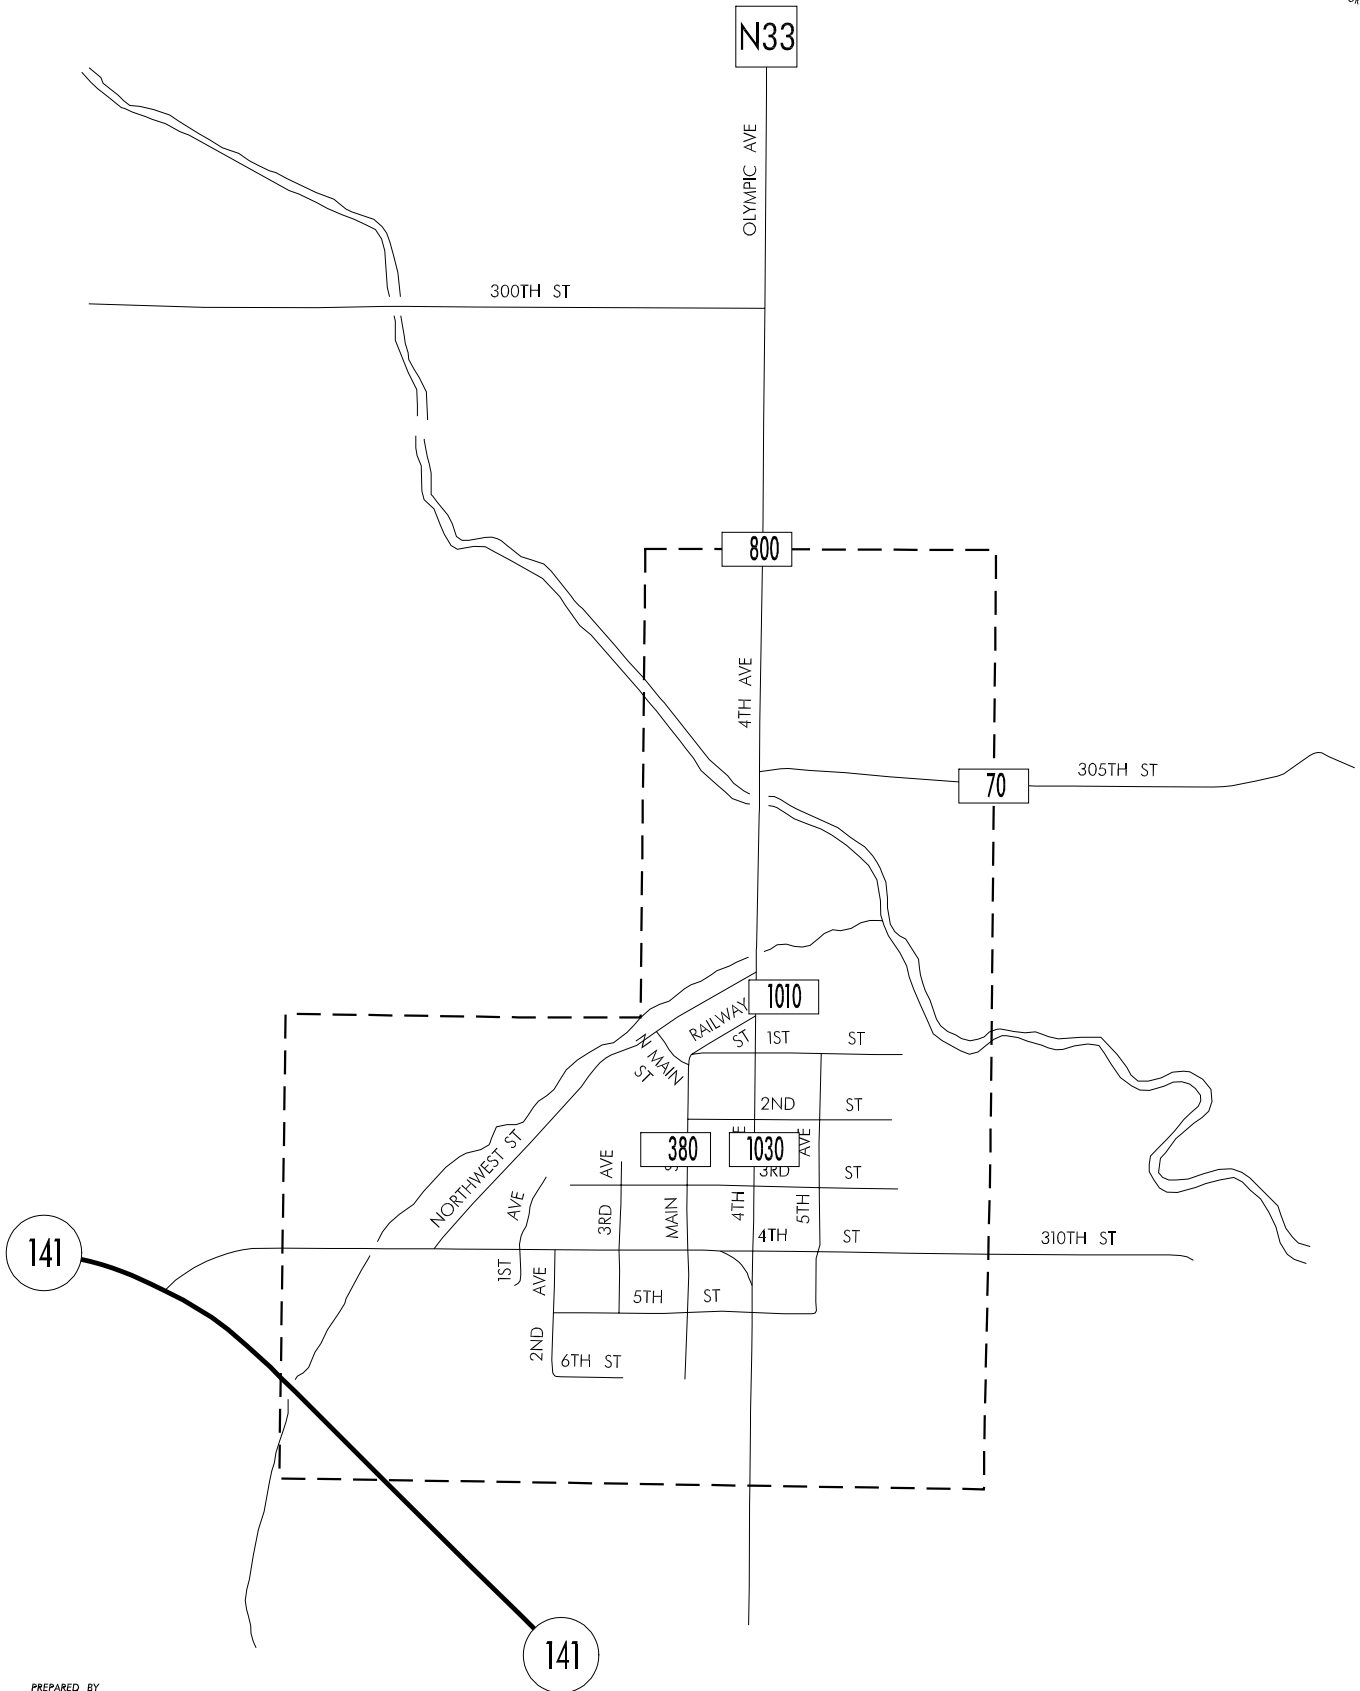 N33
OLYMPIC AVE
300TH ST
800
4TH AVE
305TH ST
70
1010
RAILWAY ST
1ST ST
N MAIN ST
2ND ST
380
1030
AVE
AVE
3RD ST
NORTHWEST ST
AVE
1ST
3RD
MAIN
4TH
5TH
4TH ST
310TH ST
141
AVE
2ND
5TH ST
6TH ST
141
PREPARED BY